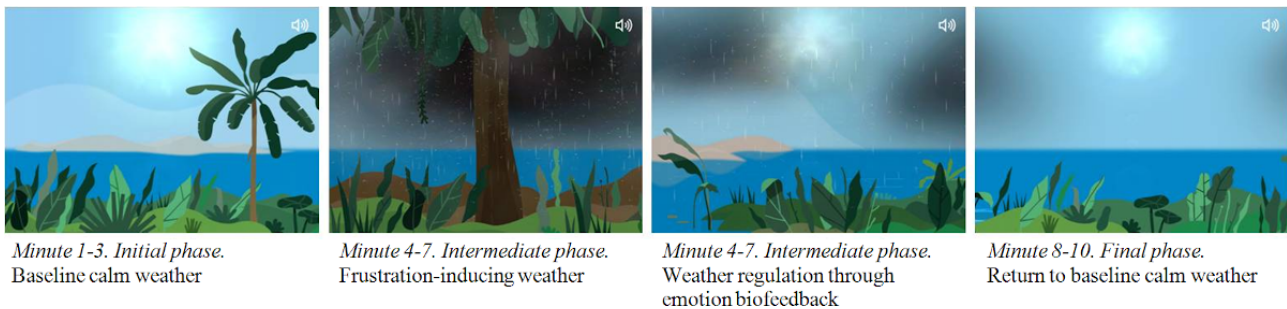 Minute 1-3. Initial phase.
Baseline calm weather
Minute 4-7. Intermediate phase.
Frustration-inducing weather
Minute 4-7. Intermediate phase.
Weather regulation through
emotion biofeedback
Minute 8-10. Final phase.
Return to baseline calm weather